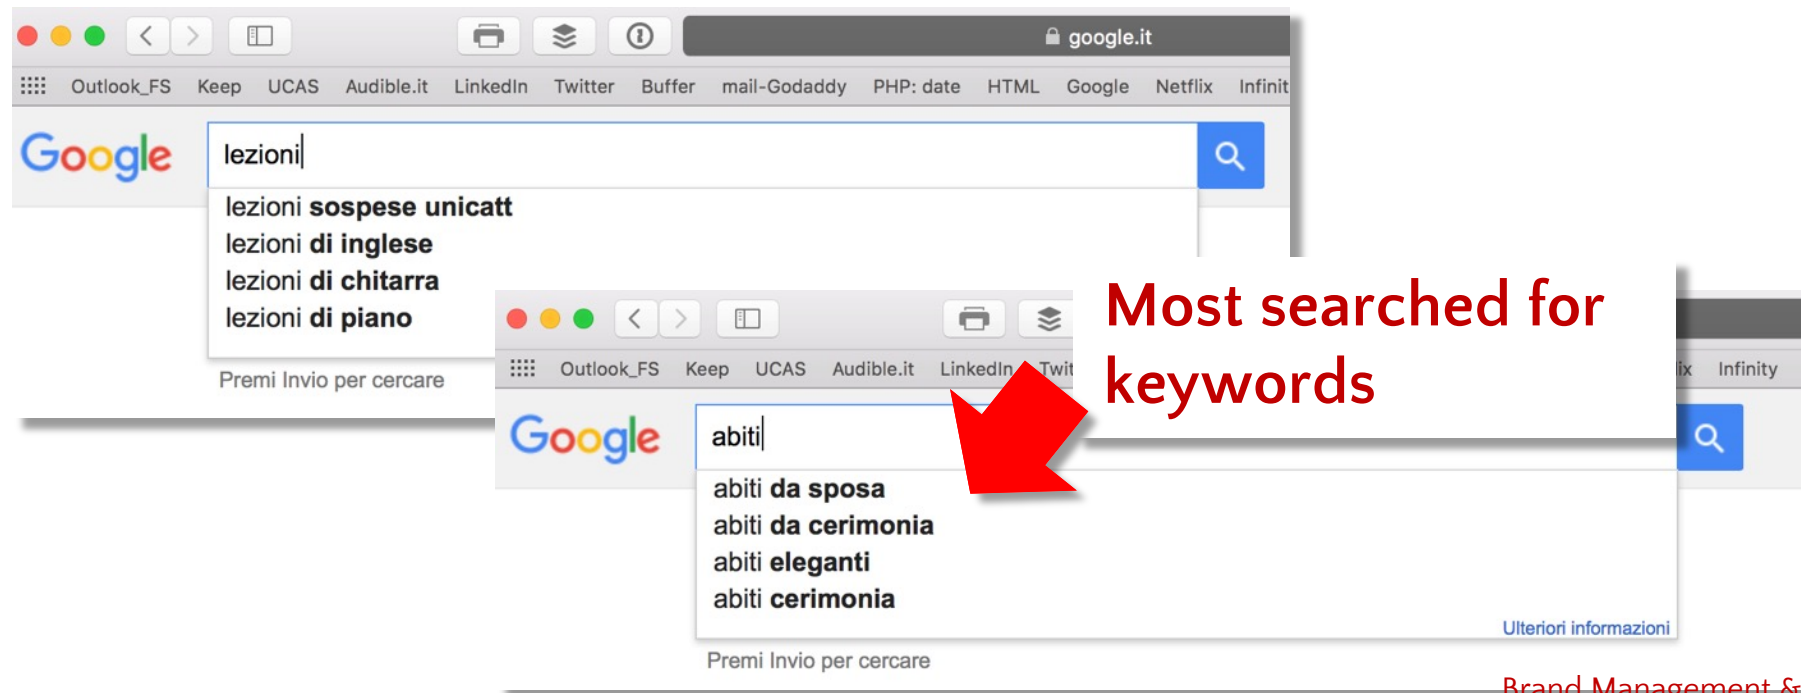 google.it
Outlook_FS Keep UCAS Audible.it LinkedIn Twitter Buffer mail-Godaddy PHP: date HTML Google Netflix
Google
lezioni
lezioni sospese unicatt
lezioni di inglese
lezioni di chitarra
lezioni di piano
Premi Invio per cercare
Most searched for
keywords
Outlook_FS Keep UCAS Audible.it LinkedIn Infinity
Google
abiti
abiti da sposa
abiti da cerimonia
abiti eleganti
abiti cerimonia
Ulteriori informazioni
Premi Invio per cercare
Brand Management &